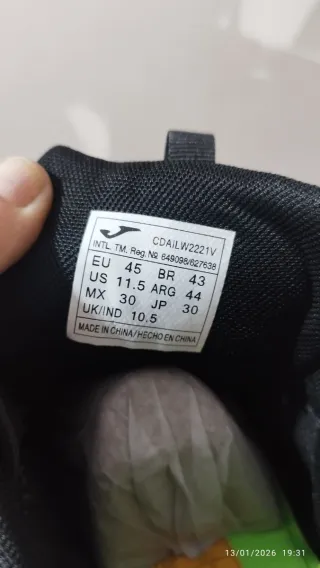 CDAILW2221V
INTL. TM. Reg. No. 649096/627638
EU 45 BR 43
US 11.5 ARG 44
MX 30 JP 30
UK/IND 10.5
MADE IN CHINA/HECHO EN CHINA
13/01/2026 19:31